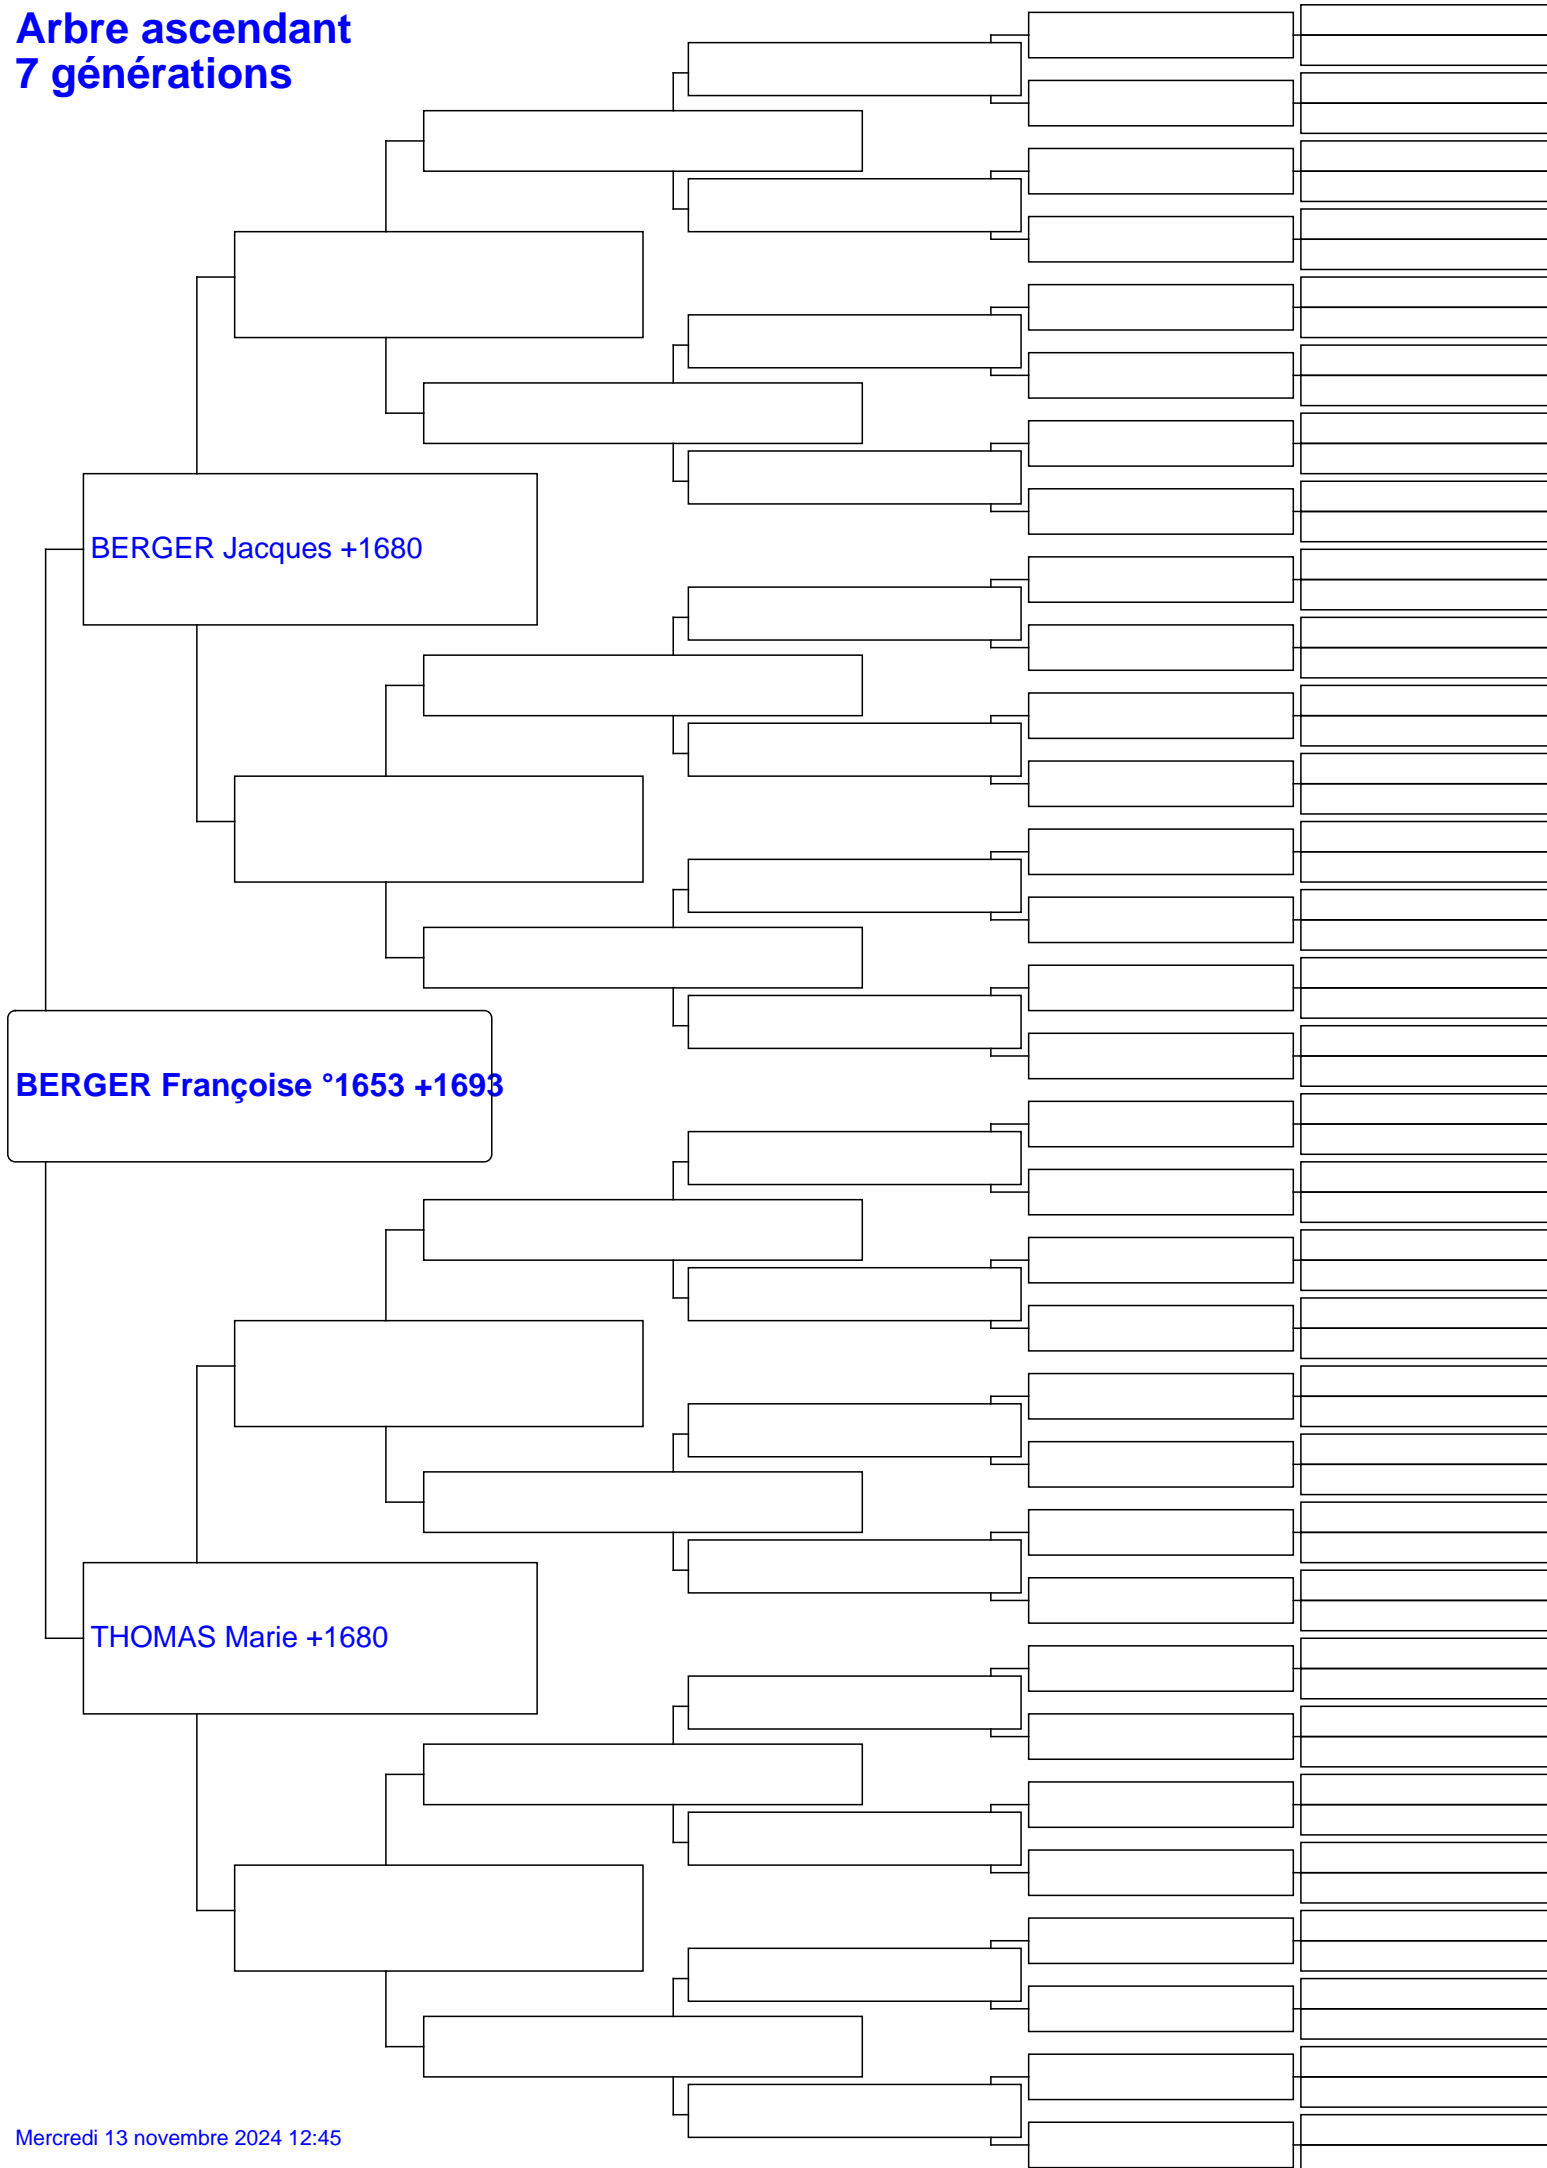 Arbre ascendant
7 générations
BERGER Jacques +1680
BERGER Françoise °1653 +1693
THOMAS Marie +1680
Mercredi 13 novembre 2024 12:45